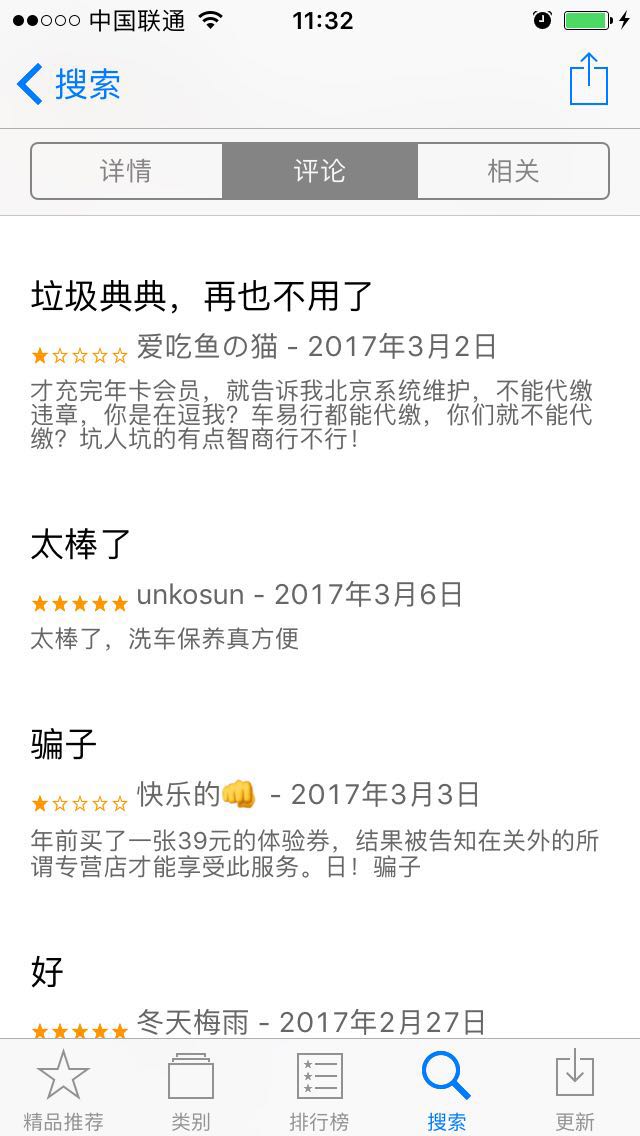 中国联通 11:32
搜索
详情 评论 相关
垃圾典典，再也不用了
爱吃鱼の猫 - 2017年3月2日
才充完年卡会员，就告诉我北京系统维护，不能代缴
违章，你是在逗我？车易行都能代缴，你们就不能代
缴？坑人坑的有点智商行不行！
太棒了
unkosun - 2017年3月6日
太棒了，洗车保养真方便
骗子
快乐的👊 - 2017年3月3日
年前买了一张39元的体验券，结果被告知在关外的所
谓专营店才能享受此服务。日！骗子
好
冬天梅雨 - 2017年2月27日
精品推荐 类别 排行榜 搜索 更新